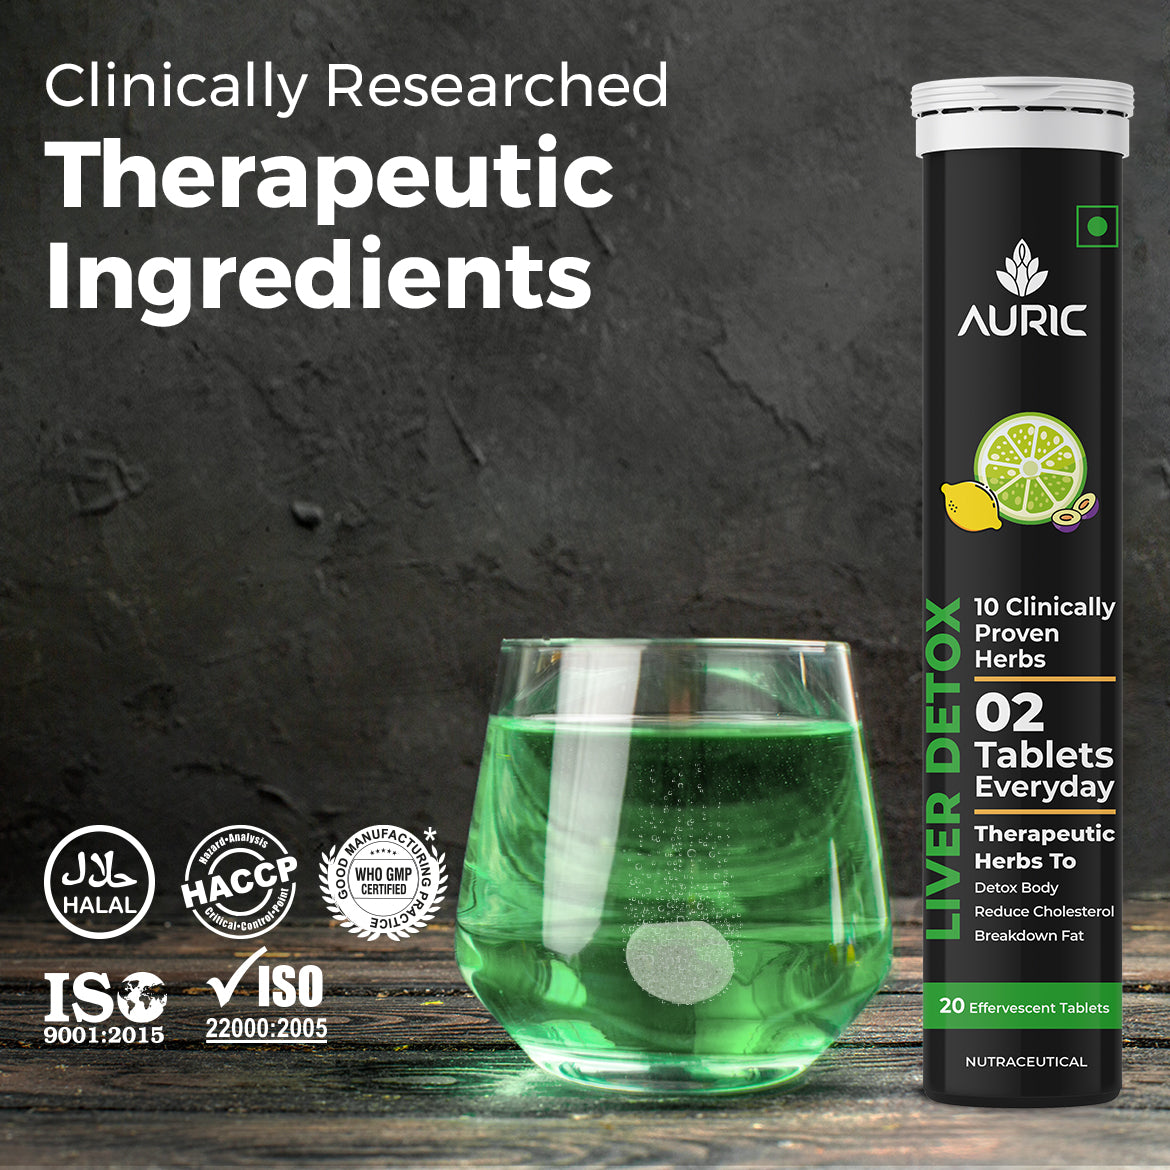 Clinically Researched
Therapeutic
Ingredients
AURIC
LIVER DETOX
10 Clinically
Proven
Herbs
02
Tablets
Everyday
Therapeutic
Herbs To
Detox Body
Reduce Cholesterol
Breakdown Fat
20 Effervescent Tablets
NUTRACEUTICAL
حلال
HALAL
Hazard-Analysis
HACCP
Critical-Control-Point
GOOD MANUFACTURING PRACTICE
*
WHO GMP
CERTIFIED
ISO
9001:2015
ISO
22000:2005